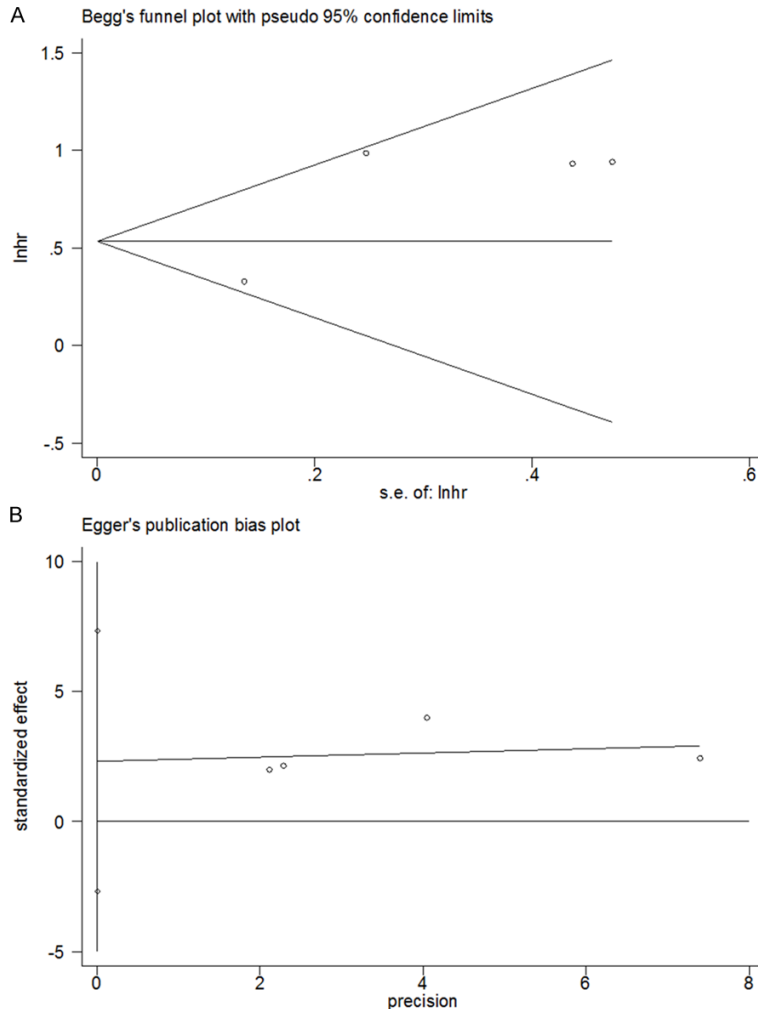 A
Begg's funnel plot with pseudo 95% confidence limits
1.5
1
.5
0
-.5
lnhr
0 .2 .4 .6
s.e. of: lnhr
B
Egger's publication bias plot
10
5
0
-5
standardized effect
0 2 4 6 8
precision